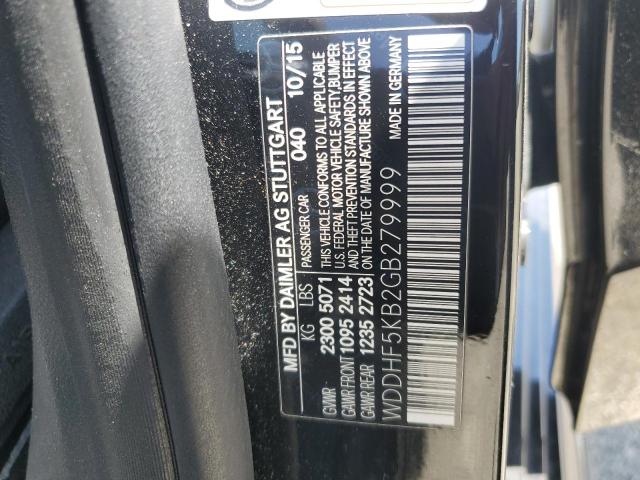 MFD BY DAIMLER AG STUTTGART
040 10/15
KG LBS PASSENGER CAR
GVWR 2300 5071
GAWR FRONT 1095 2414
GAWR REAR 1235 2723
THIS VEHICLE CONFORMS TO ALL APPLICABLE
U.S. FEDERAL MOTOR VEHICLE SAFETY,BUMPER
AND THEFT PREVENTION STANDARDS IN EFFECT
ON THE DATE OF MANUFACTURE SHOWN ABOVE
WDDHF5KB2GB279999 MADE IN GERMANY